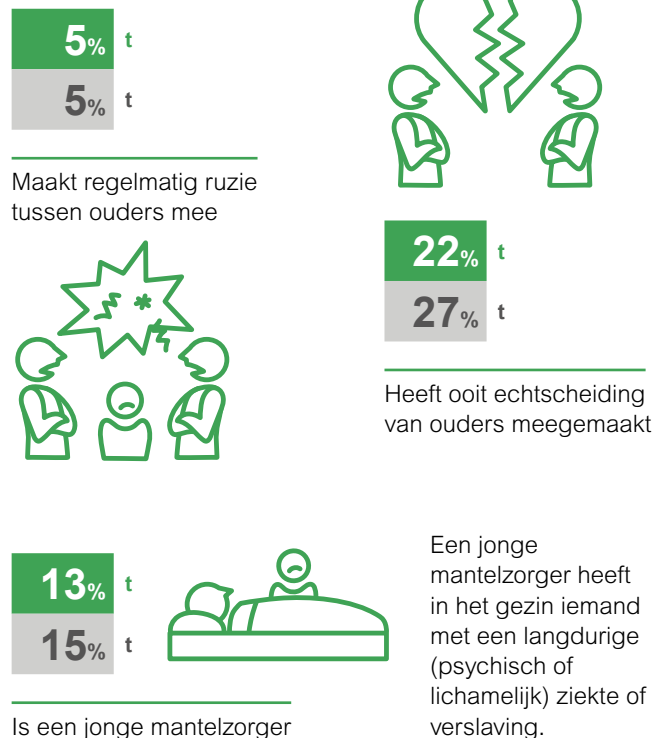 5% t
5% t
Maakt regelmatig ruzie
tussen ouders mee
22% t
27% t
Heeft ooit echtscheiding
van ouders meegemaakt
13% t
15% t
Is een jonge mantelzorger
Een jonge
mantelzorger heeft
in het gezin iemand
met een langdurige
(psychisch of
lichamelijk) ziekte of
verslaving.